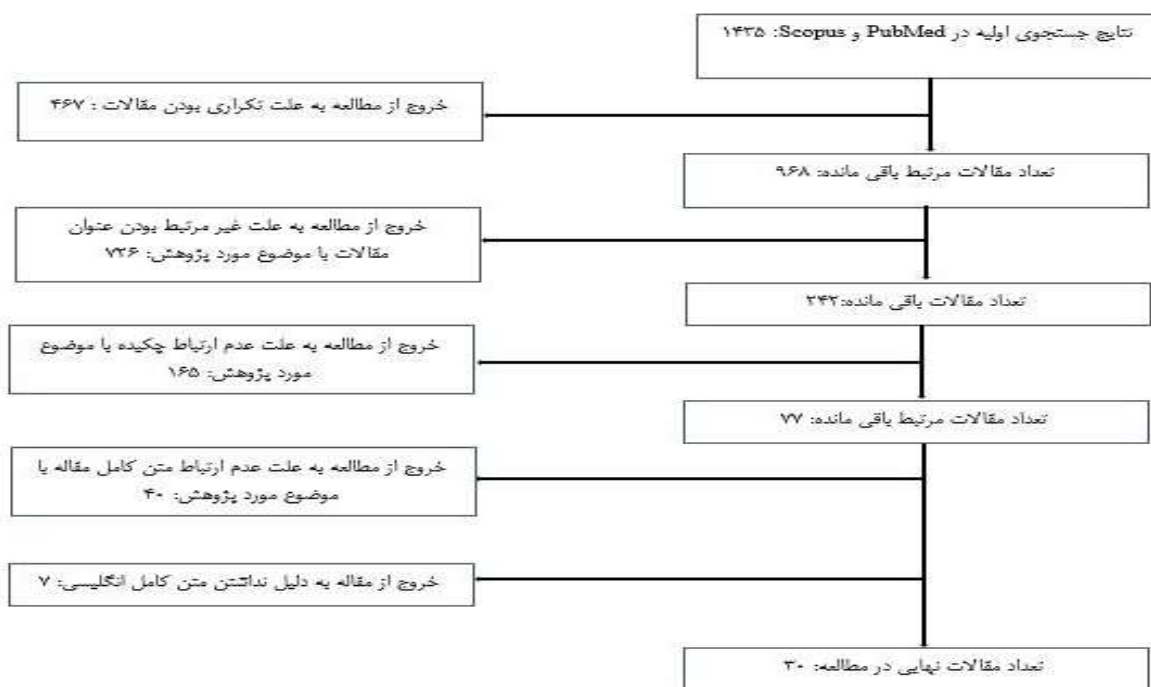 نتایج جستجوی اولیه در PubMed و Scopus: ۱۴۳۵
خروج از مطالعه به علت تکراری بودن مقالات : ۴۶۷
تعداد مقالات مرتبط باقی مانده: ۹۶۸
خروج از مطالعه به علت غیر مرتبط بودن عنوان
مقالات با موضوع مورد پژوهش: ۷۲۶
تعداد مقالات باقی مانده:۲۴۲
خروج از مطالعه به علت عدم ارتباط چکیده با موضوع
مورد پژوهش: ۱۶۵
تعداد مقالات مرتبط باقی مانده: ۷۷
خروج از مطالعه به علت عدم ارتباط متن کامل مقاله با
موضوع مورد پژوهش: ۴۰
خروج از مقاله به دلیل نداشتن متن کامل انگلیسی: ۷
تعداد مقالات نهایی در مطالعه: ۳۰